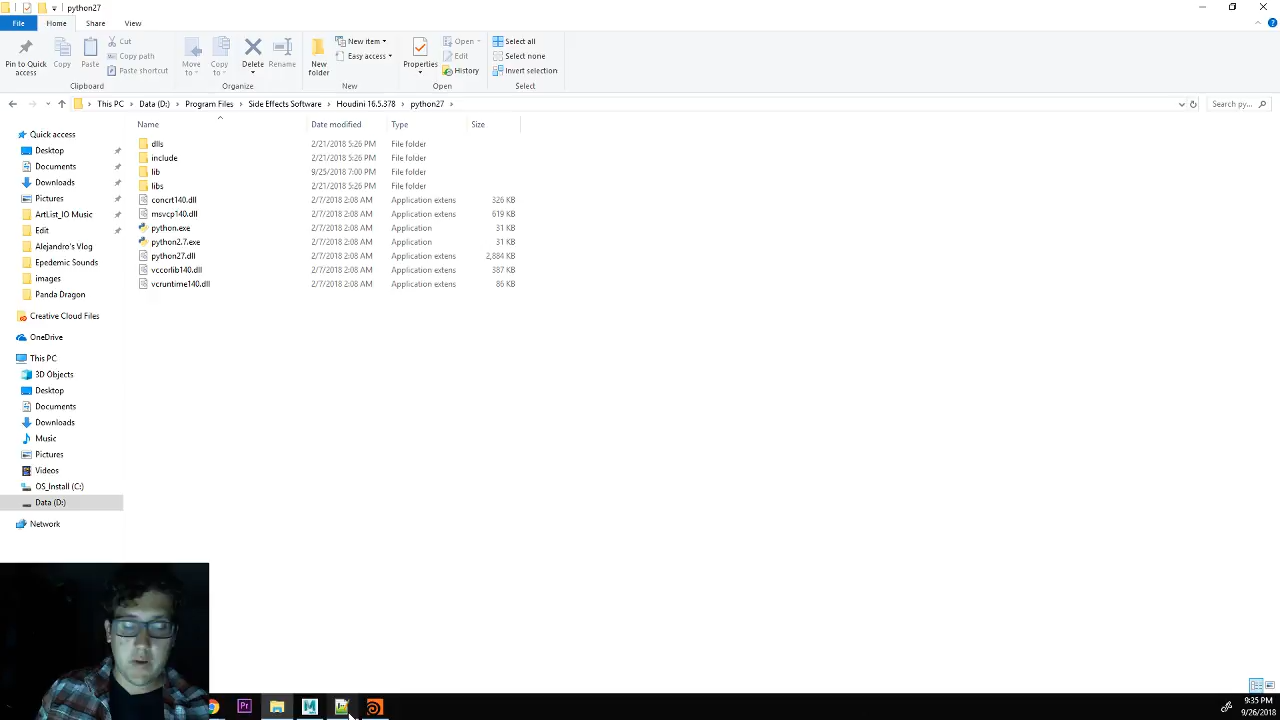 python27
File Home Share View
Pin to Quick access
Copy
Paste
Cut
Copy path
Paste shortcut
Clipboard
Move to
Copy to
Delete
Rename
Organize
New folder
New item
Easy access
New
Properties
Open
Edit
History
Open
Select all
Select none
Invert selection
Select
This PC > Data (D:) > Program Files > Side Effects Software > Houdini 16.5.378 > python27 >
Search py...
Name Date modified Type Size
dlls 2/21/2018 5:26 PM File folder
include 2/21/2018 5:26 PM File folder
lib 9/25/2018 7:00 PM File folder
libs 2/21/2018 5:26 PM File folder
concrt140.dll 2/7/2018 2:08 AM Application extens 326 KB
msvcp140.dll 2/7/2018 2:08 AM Application extens 619 KB
python.exe 2/7/2018 2:08 AM Application 31 KB
python2.7.exe 2/7/2018 2:08 AM Application 31 KB
python27.dll 2/7/2018 2:08 AM Application extens 2,884 KB
vccorlib140.dll 2/7/2018 2:08 AM Application extens 387 KB
vcruntime140.dll 2/7/2018 2:08 AM Application extens 86 KB
Quick access
Desktop
Documents
Downloads
Pictures
ArtList_IO Music
Edit
Alejandro's Vlog
Epedemic Sounds
images
Panda Dragon
Creative Cloud Files
OneDrive
This PC
3D Objects
Desktop
Documents
Downloads
Music
Pictures
Videos
OS_Install (C:)
Data (D:)
Network
Pr
M
9:35 PM
9/26/2018